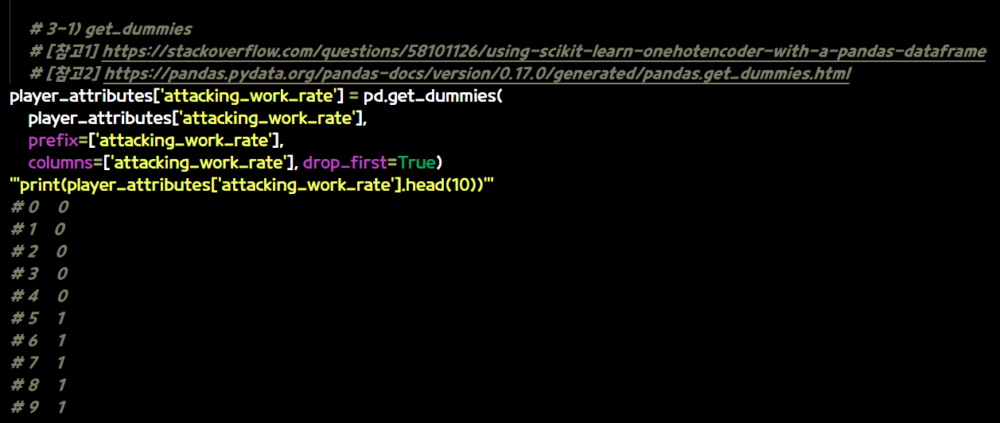 # 3-1) get_dummies
# [참고1] https://stackoverflow.com/questions/58101126/using-scikit-learn-onehotencoder-with-a-pandas-dataframe
# [참고2] https://pandas.pydata.org/pandas-docs/version/0.17.0/generated/pandas.get_dummies.html
player_attributes['attacking_work_rate'] = pd.get_dummies(
player_attributes['attacking_work_rate'],
prefix=['attacking_work_rate'],
columns=['attacking_work_rate'], drop_first=True)
'''print(player_attributes['attacking_work_rate'].head(10))'''
# 0 0
# 1 0
# 2 0
# 3 0
# 4 0
# 5 1
# 6 1
# 7 1
# 8 1
# 9 1